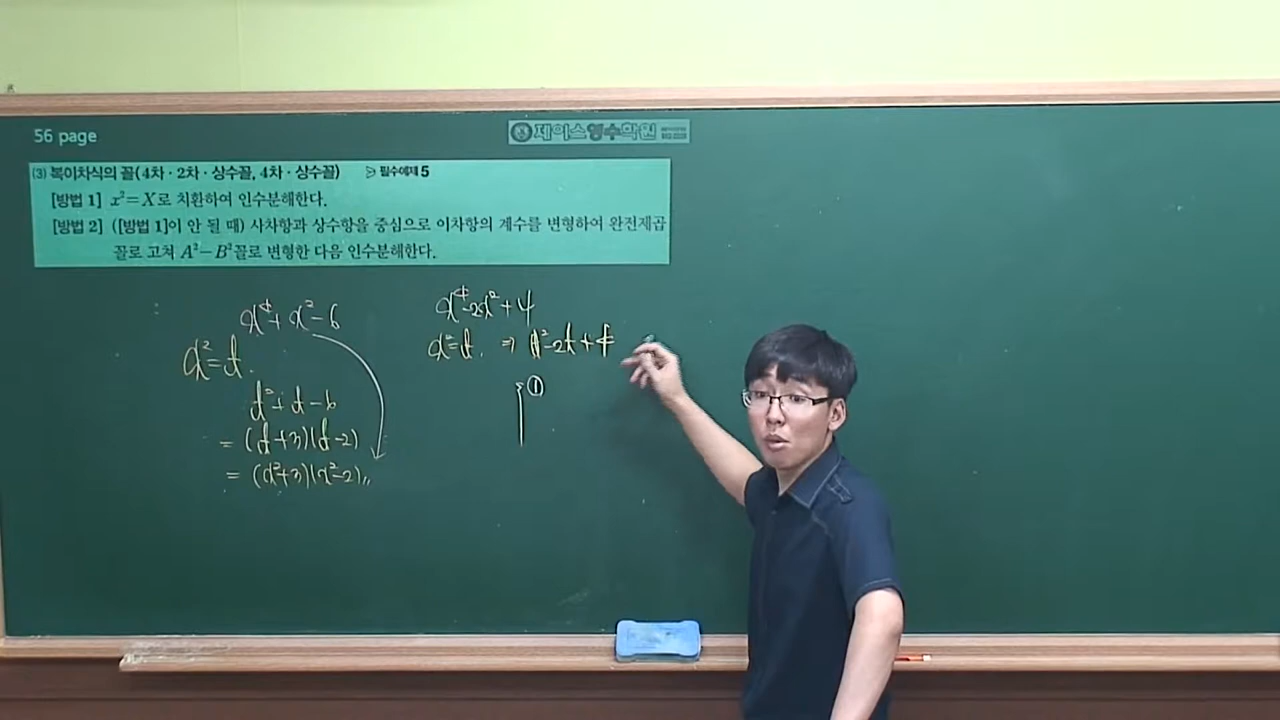 56 page
제이스영수학원
(3) 복이차식의 꼴(4차·2차·상수꼴, 4차·상수꼴) 필수예제 5
[방법 1] x²=X로 치환하여 인수분해한다.
[방법 2] ([방법 1]이 안 될 때) 사차항과 상수항을 중심으로 이차항의 계수를 변형하여 완전제곱
꼴로 고쳐 A²-B²꼴로 변형한 다음 인수분해한다.
x⁴+x²-6
x²=t.
t²+t-6
=(t+3)(t-2)
=(x²+3)(x²-2)
x⁴-2x²+4
x²=t. ⇒ t²-2t+4
①